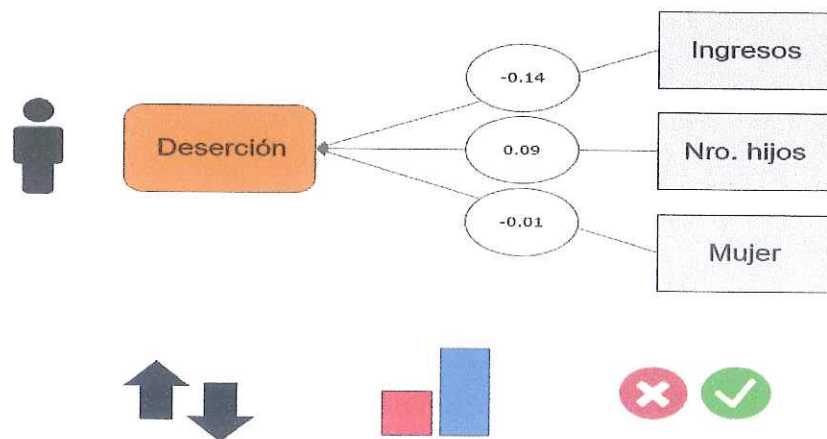 Ingresos
-0.14
Deserción
0.09
Nro. hijos
-0.01
Mujer